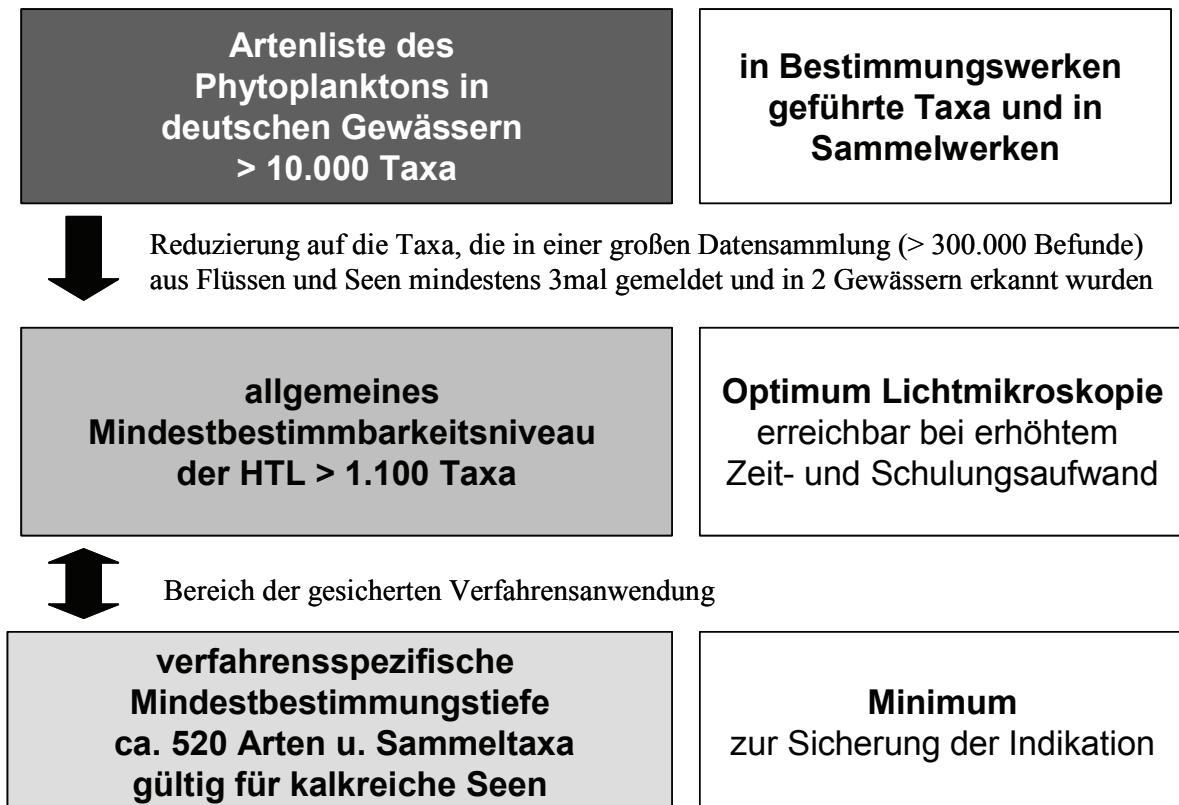 Artenliste des
Phytoplanktons in
deutschen Gewässern
> 10.000 Taxa
in Bestimmungswerken
geführte Taxa und in
Sammelwerken
Reduzierung auf die Taxa, die in einer großen Datensammlung (> 300.000 Befunde)
aus Flüssen und Seen mindestens 3mal gemeldet und in 2 Gewässern erkannt wurden
allgemeines
Mindestbestimmbarkeitsniveau
der HTL > 1.100 Taxa
Optimum Lichtmikroskopie
erreichbar bei erhöhtem
Zeit- und Schulungsaufwand
Bereich der gesicherten Verfahrensanwendung
verfahrensspezifische
Mindestbestimmungstiefe
ca. 520 Arten u. Sammeltaxa
gültig für kalkreiche Seen
Minimum
zur Sicherung der Indikation